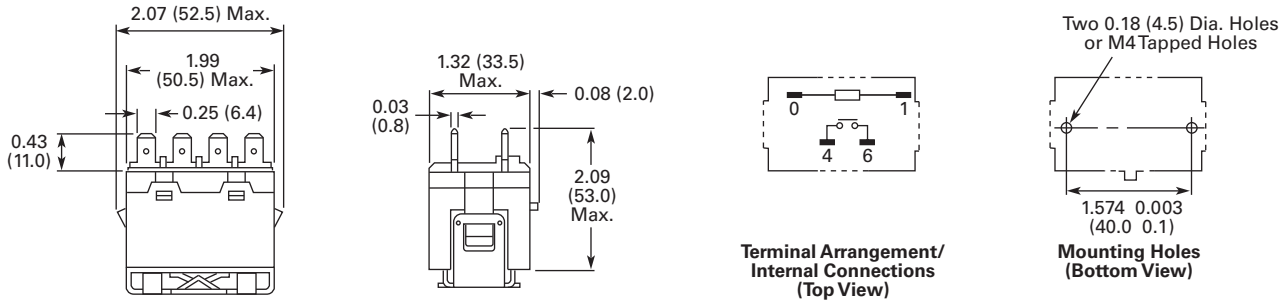 2.07 (52.5) Max.
1.99
(50.5) Max.
0.25 (6.4)
0.43
(11.0)
1.32 (33.5)
Max.
0.03
(0.8)
0.08 (2.0)
2.09
(53.0)
Max.
0 1
4 6
Terminal Arrangement/
Internal Connections
(Top View)
Two 0.18 (4.5) Dia. Holes
or M4 Tapped Holes
1.574 0.003
(40.0 0.1)
Mounting Holes
(Bottom View)